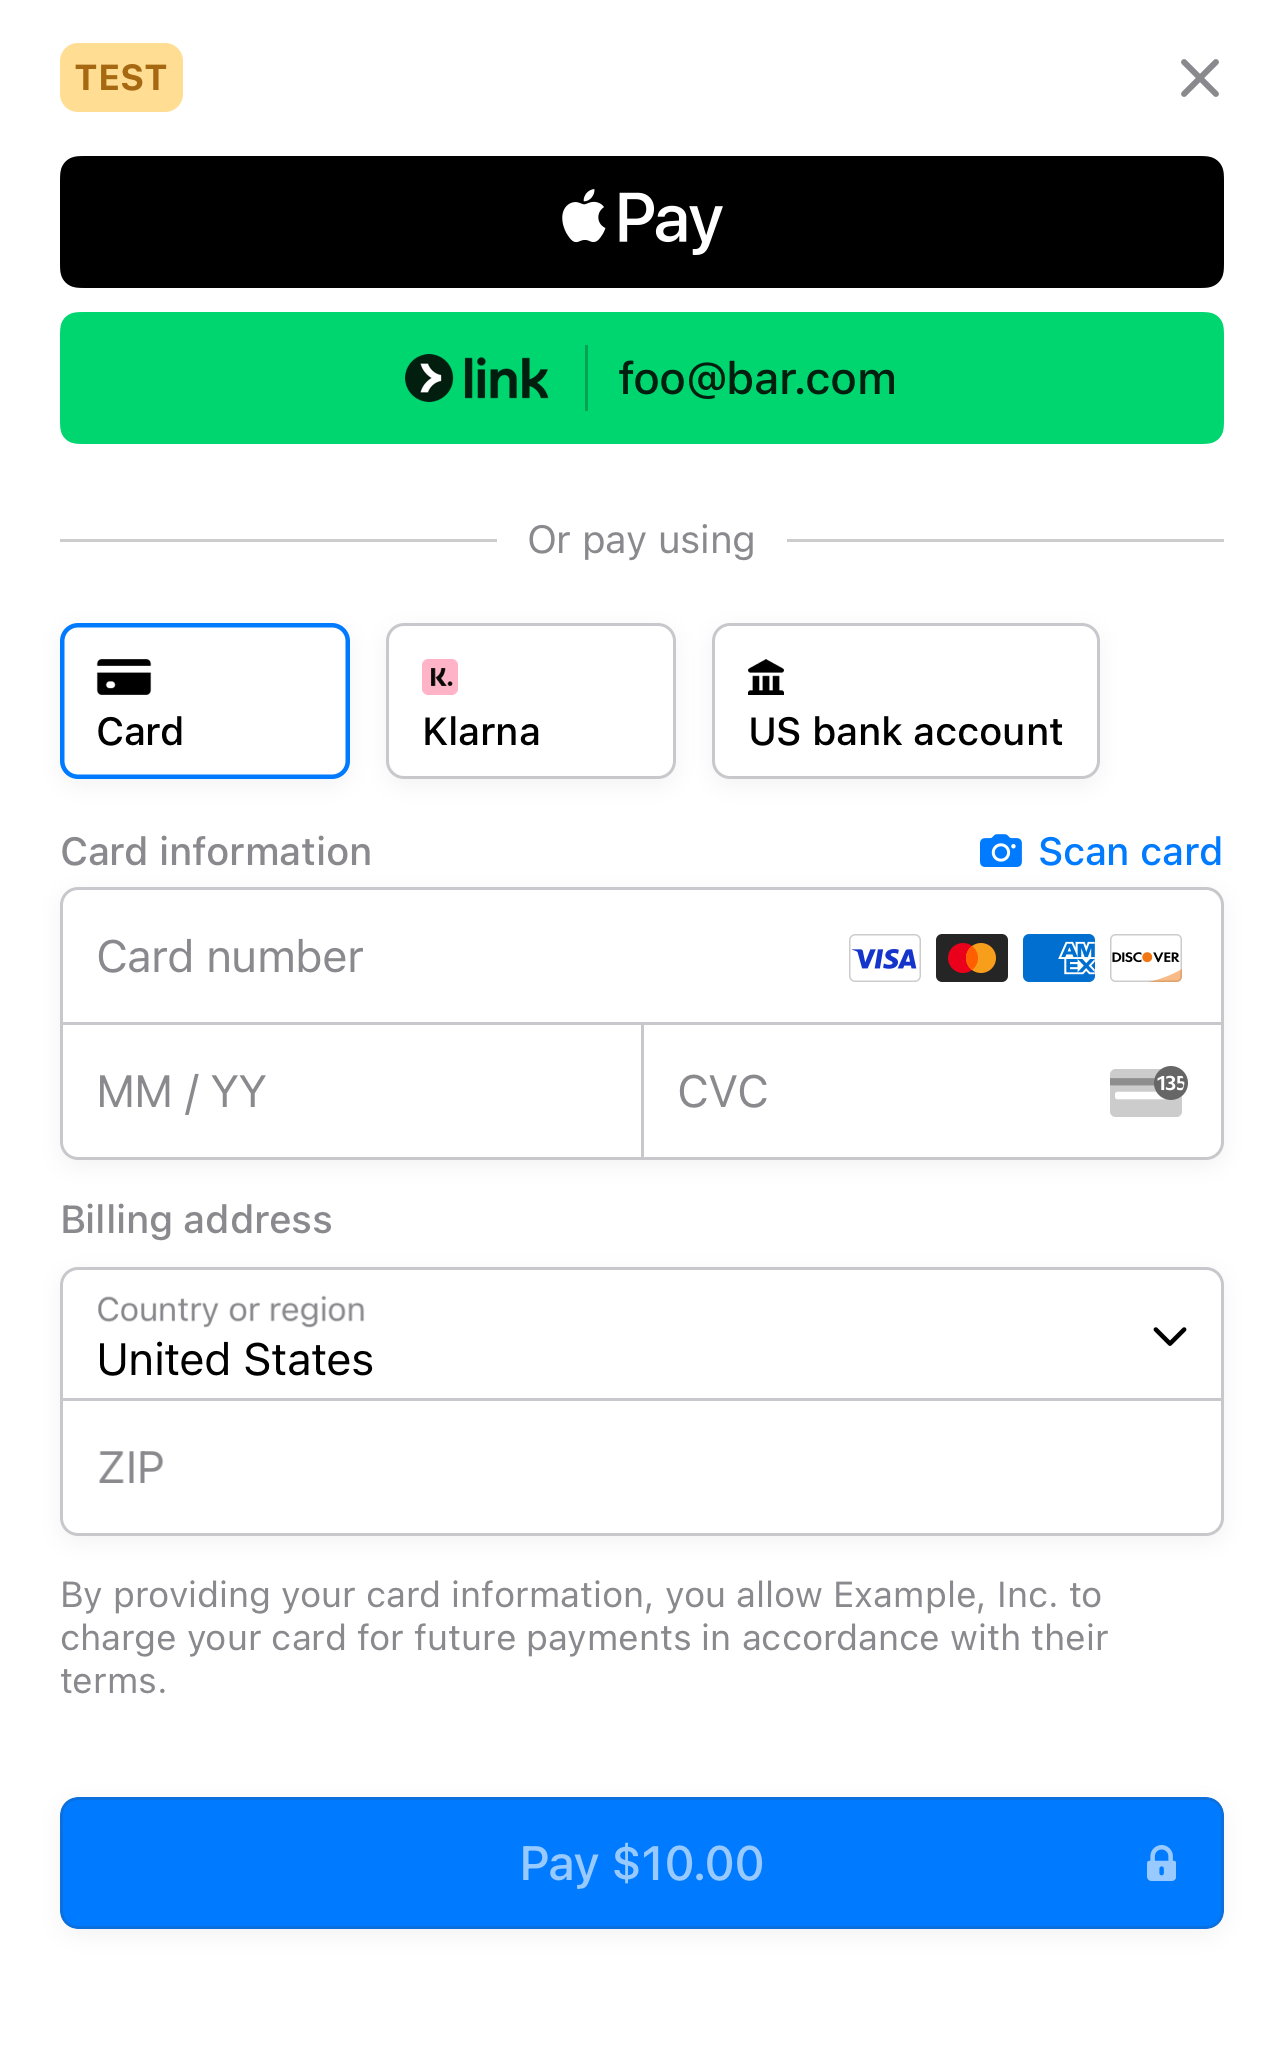 TEST
Pay
link | foo@bar.com
Or pay using
Card
K.
Klarna
US bank account
Card information
Scan card
Card number
VISA
AMEX
DISCOVER
MM / YY
CVC
135
Billing address
Country or region
United States
ZIP
By providing your card information, you allow Example, Inc. to
charge your card for future payments in accordance with their
terms.
Pay $10.00